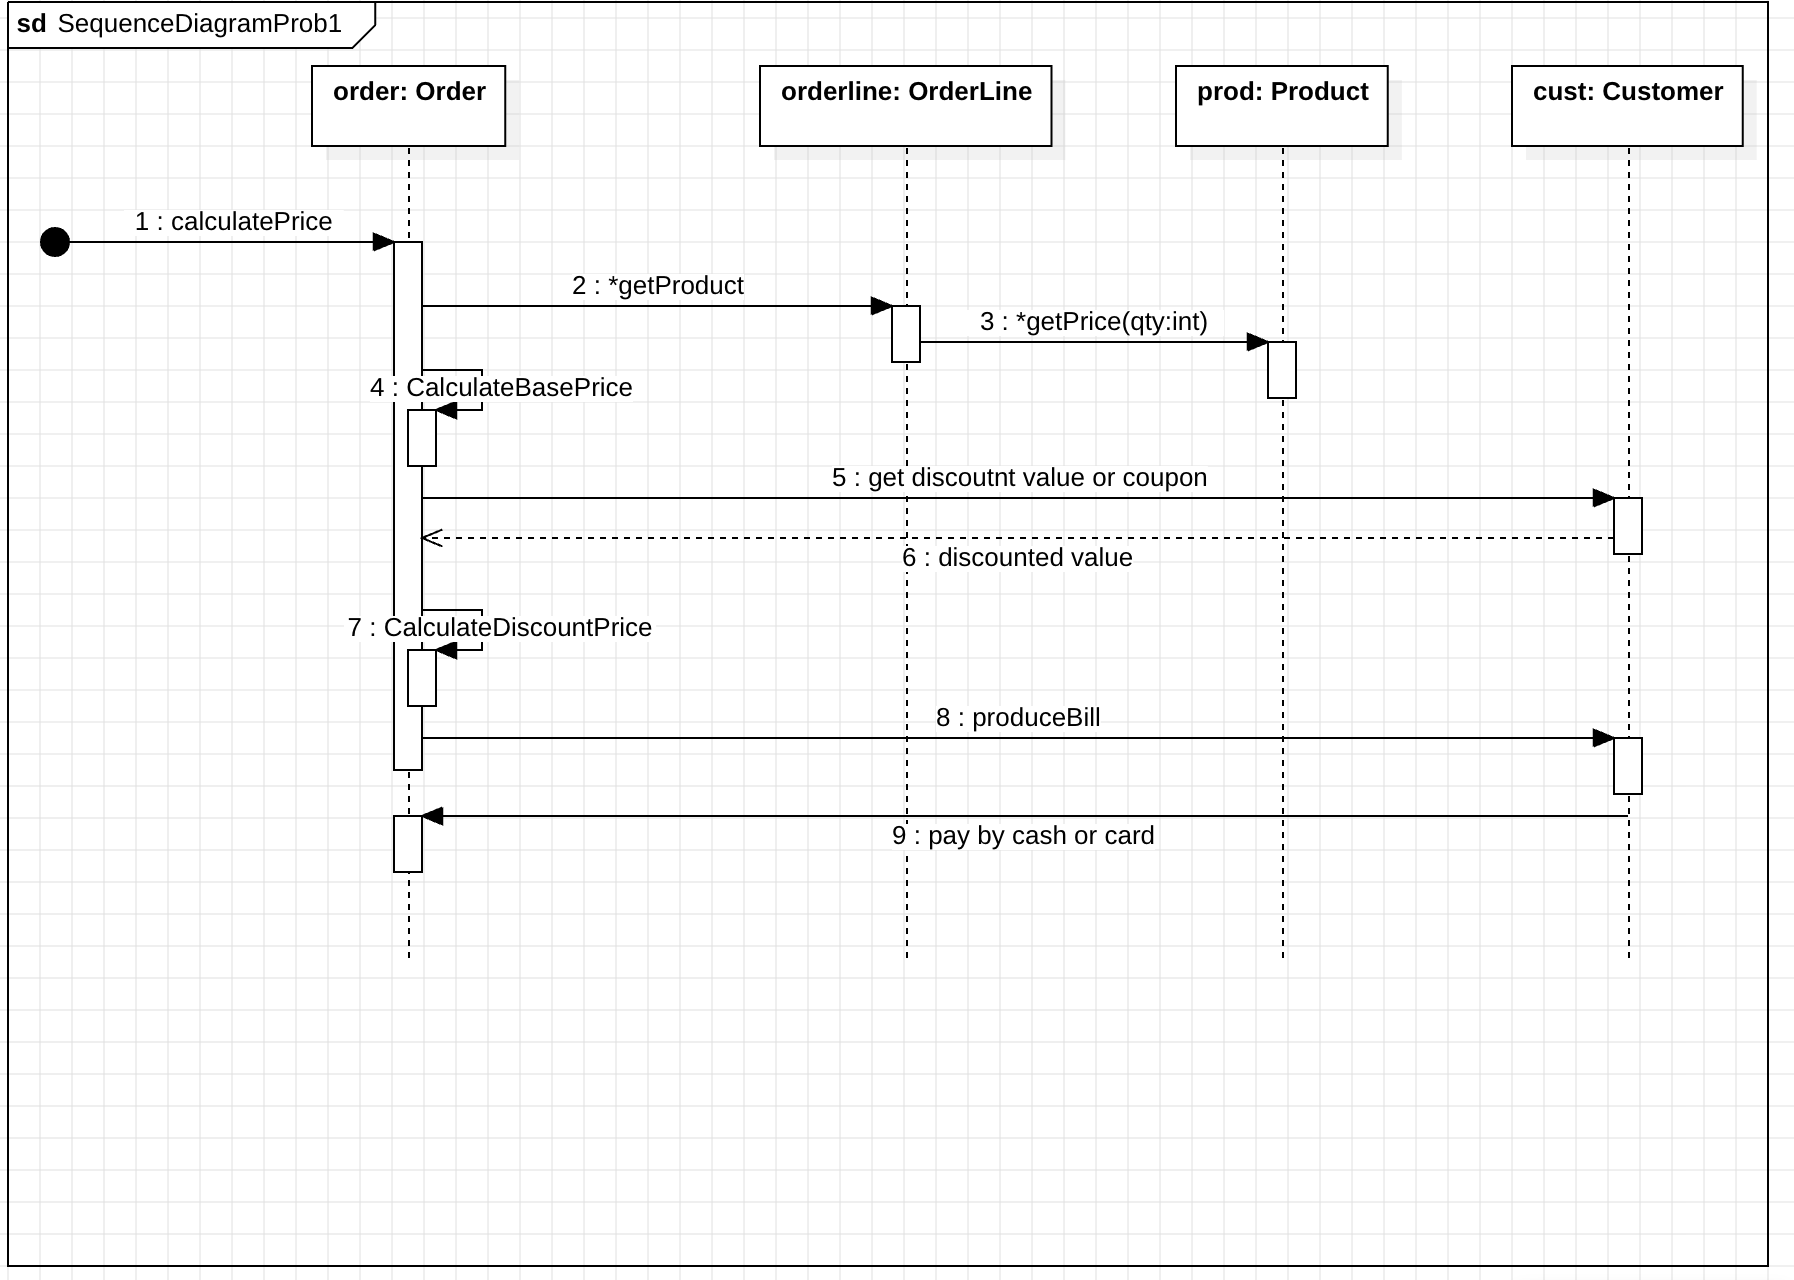 sd SequenceDiagramProb1
order: Order
orderline: OrderLine
prod: Product
cust: Customer
1 : calculatePrice
2 : *getProduct
3 : *getPrice(qty:int)
4 : CalculateBasePrice
5 : get discoutnt value or coupon
6 : discounted value
7 : CalculateDiscountPrice
8 : produceBill
9 : pay by cash or card